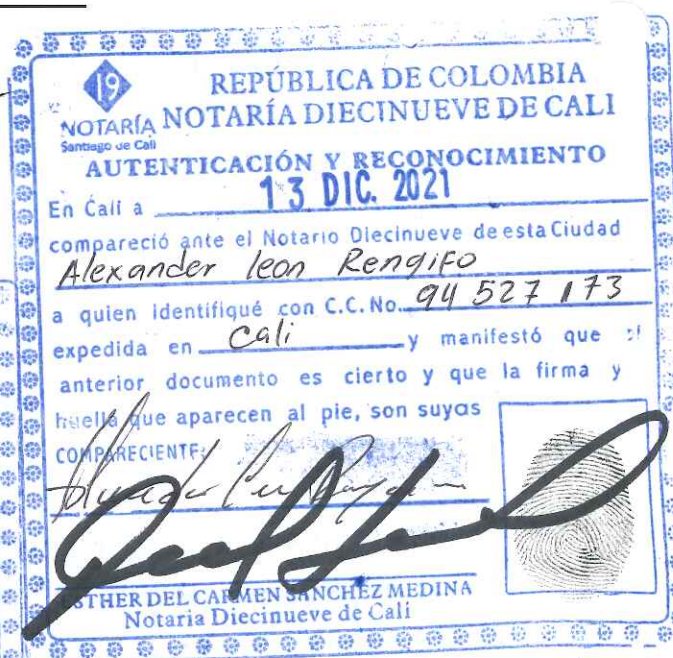 19
NOTARÍA
Santiago de Cali
REPÚBLICA DE COLOMBIA
NOTARÍA DIECINUEVE DE CALI
AUTENTICACIÓN Y RECONOCIMIENTO
En Cali a 13 DIC. 2021
compareció ante el Notario Diecinueve de esta Ciudad
Alexander leon Rengifo
a quien identifiqué con C.C. No. 94 527 173
expedida en Cali y manifestó que el
anterior documento es cierto y que la firma y
huella que aparecen al pie, son suyas
COMPARECIENTE:
ESTHER DEL CARMEN SANCHEZ MEDINA
Notaria Diecinueve de Cali